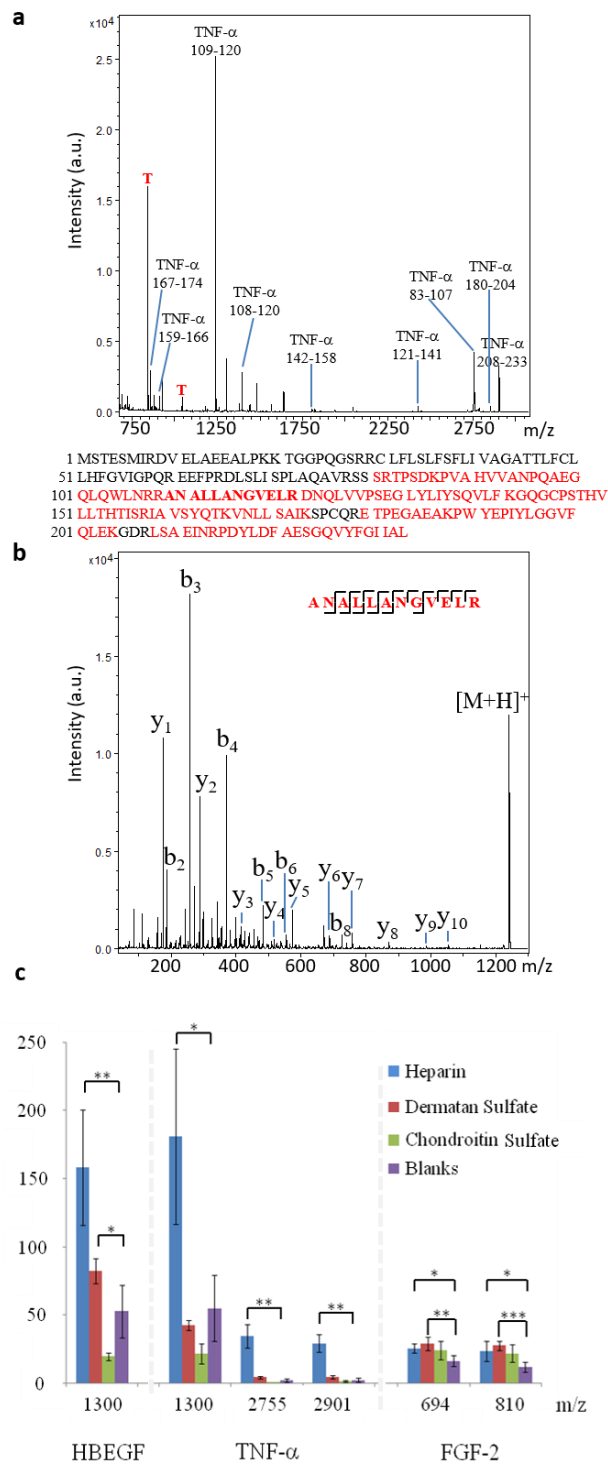 a
x10⁴
Intensity (a.u.)
2.5
2.0
1.5
1.0
0.5
0.0
TNF-α
109-120
T
TNF-α
167-174
TNF-α
159-166
T
TNF-α
108-120
TNF-α
142-158
TNF-α
121-141
TNF-α
83-107
TNF-α
180-204
TNF-α
208-233
750 1250 1750 2250 2750 m/z
1 MSTESMIRDV ELAEEALPKK TGGPQGSRRC LFLSLFSFLI VAGATTLFCL
51 LHFGVIGPQR EEFPRDLSLI SPLAQAVRSS SRTPSDKPVA HVVANPQAEG
101 QLQWLNRRAN ALLANGVELR DNQLVVPSEG LYLIYSQVLF KGQGCPSTHV
151 LLTHTISRIA VSYQTKVNLL SAIKSPCQRE TPEGAEAKPW YEPIYLGGVF
201 QLEKGDRLSA EINRPDYLDF AESGQVYFGI IAL
b
x10⁴
Intensity (a.u.)
1.5
1.0
0.5
0.0
ANALLANGVELR
b₃
[M+H]⁺
y₁
b₄
y₂
b₂
b₅
b₆
y₅
y₆
y₇
y₃
y₄
b₈
y₈
y₉
y₁₀
200 400 600 800 1000 1200 m/z
c
250
200
150
100
50
0
**
*
*
**
**
*
**
*
***
Heparin
Dermatan Sulfate
Chondroitin Sulfate
Blanks
1300 1300 2755 2901 694 810 m/z
HBEGF TNF-α FGF-2